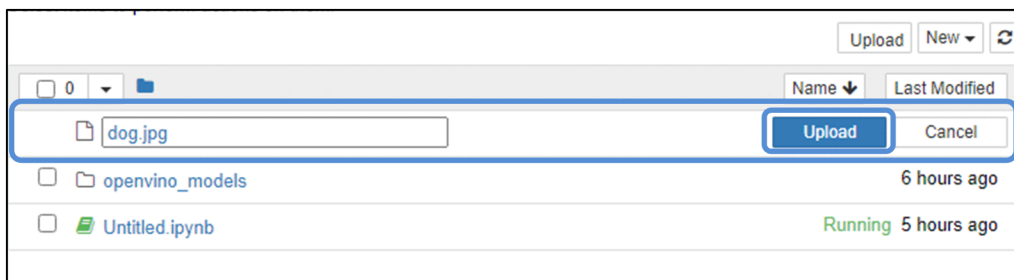 Upload New
0 Name Last Modified
dog.jpg Upload Cancel
openvino_models 6 hours ago
Untitled.ipynb Running 5 hours ago